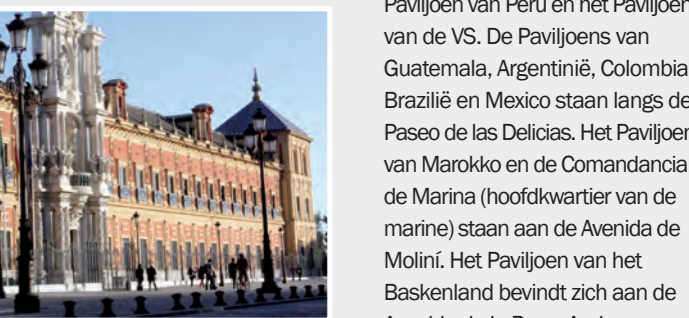 Paviljoen van Peru en het Paviljoen
van de VS. De Paviljoens van
Guatemala, Argentinië, Colombia
Brazilië en Mexico staan langs de
Paseo de las Delicias. Het Paviljoen
van Marokko en de Comandancia
de Marina (hoofdkwartier van de
marine) staan aan de Avenida de
Moliní. Het Paviljoen van het
Baskenland bevindt zich aan de